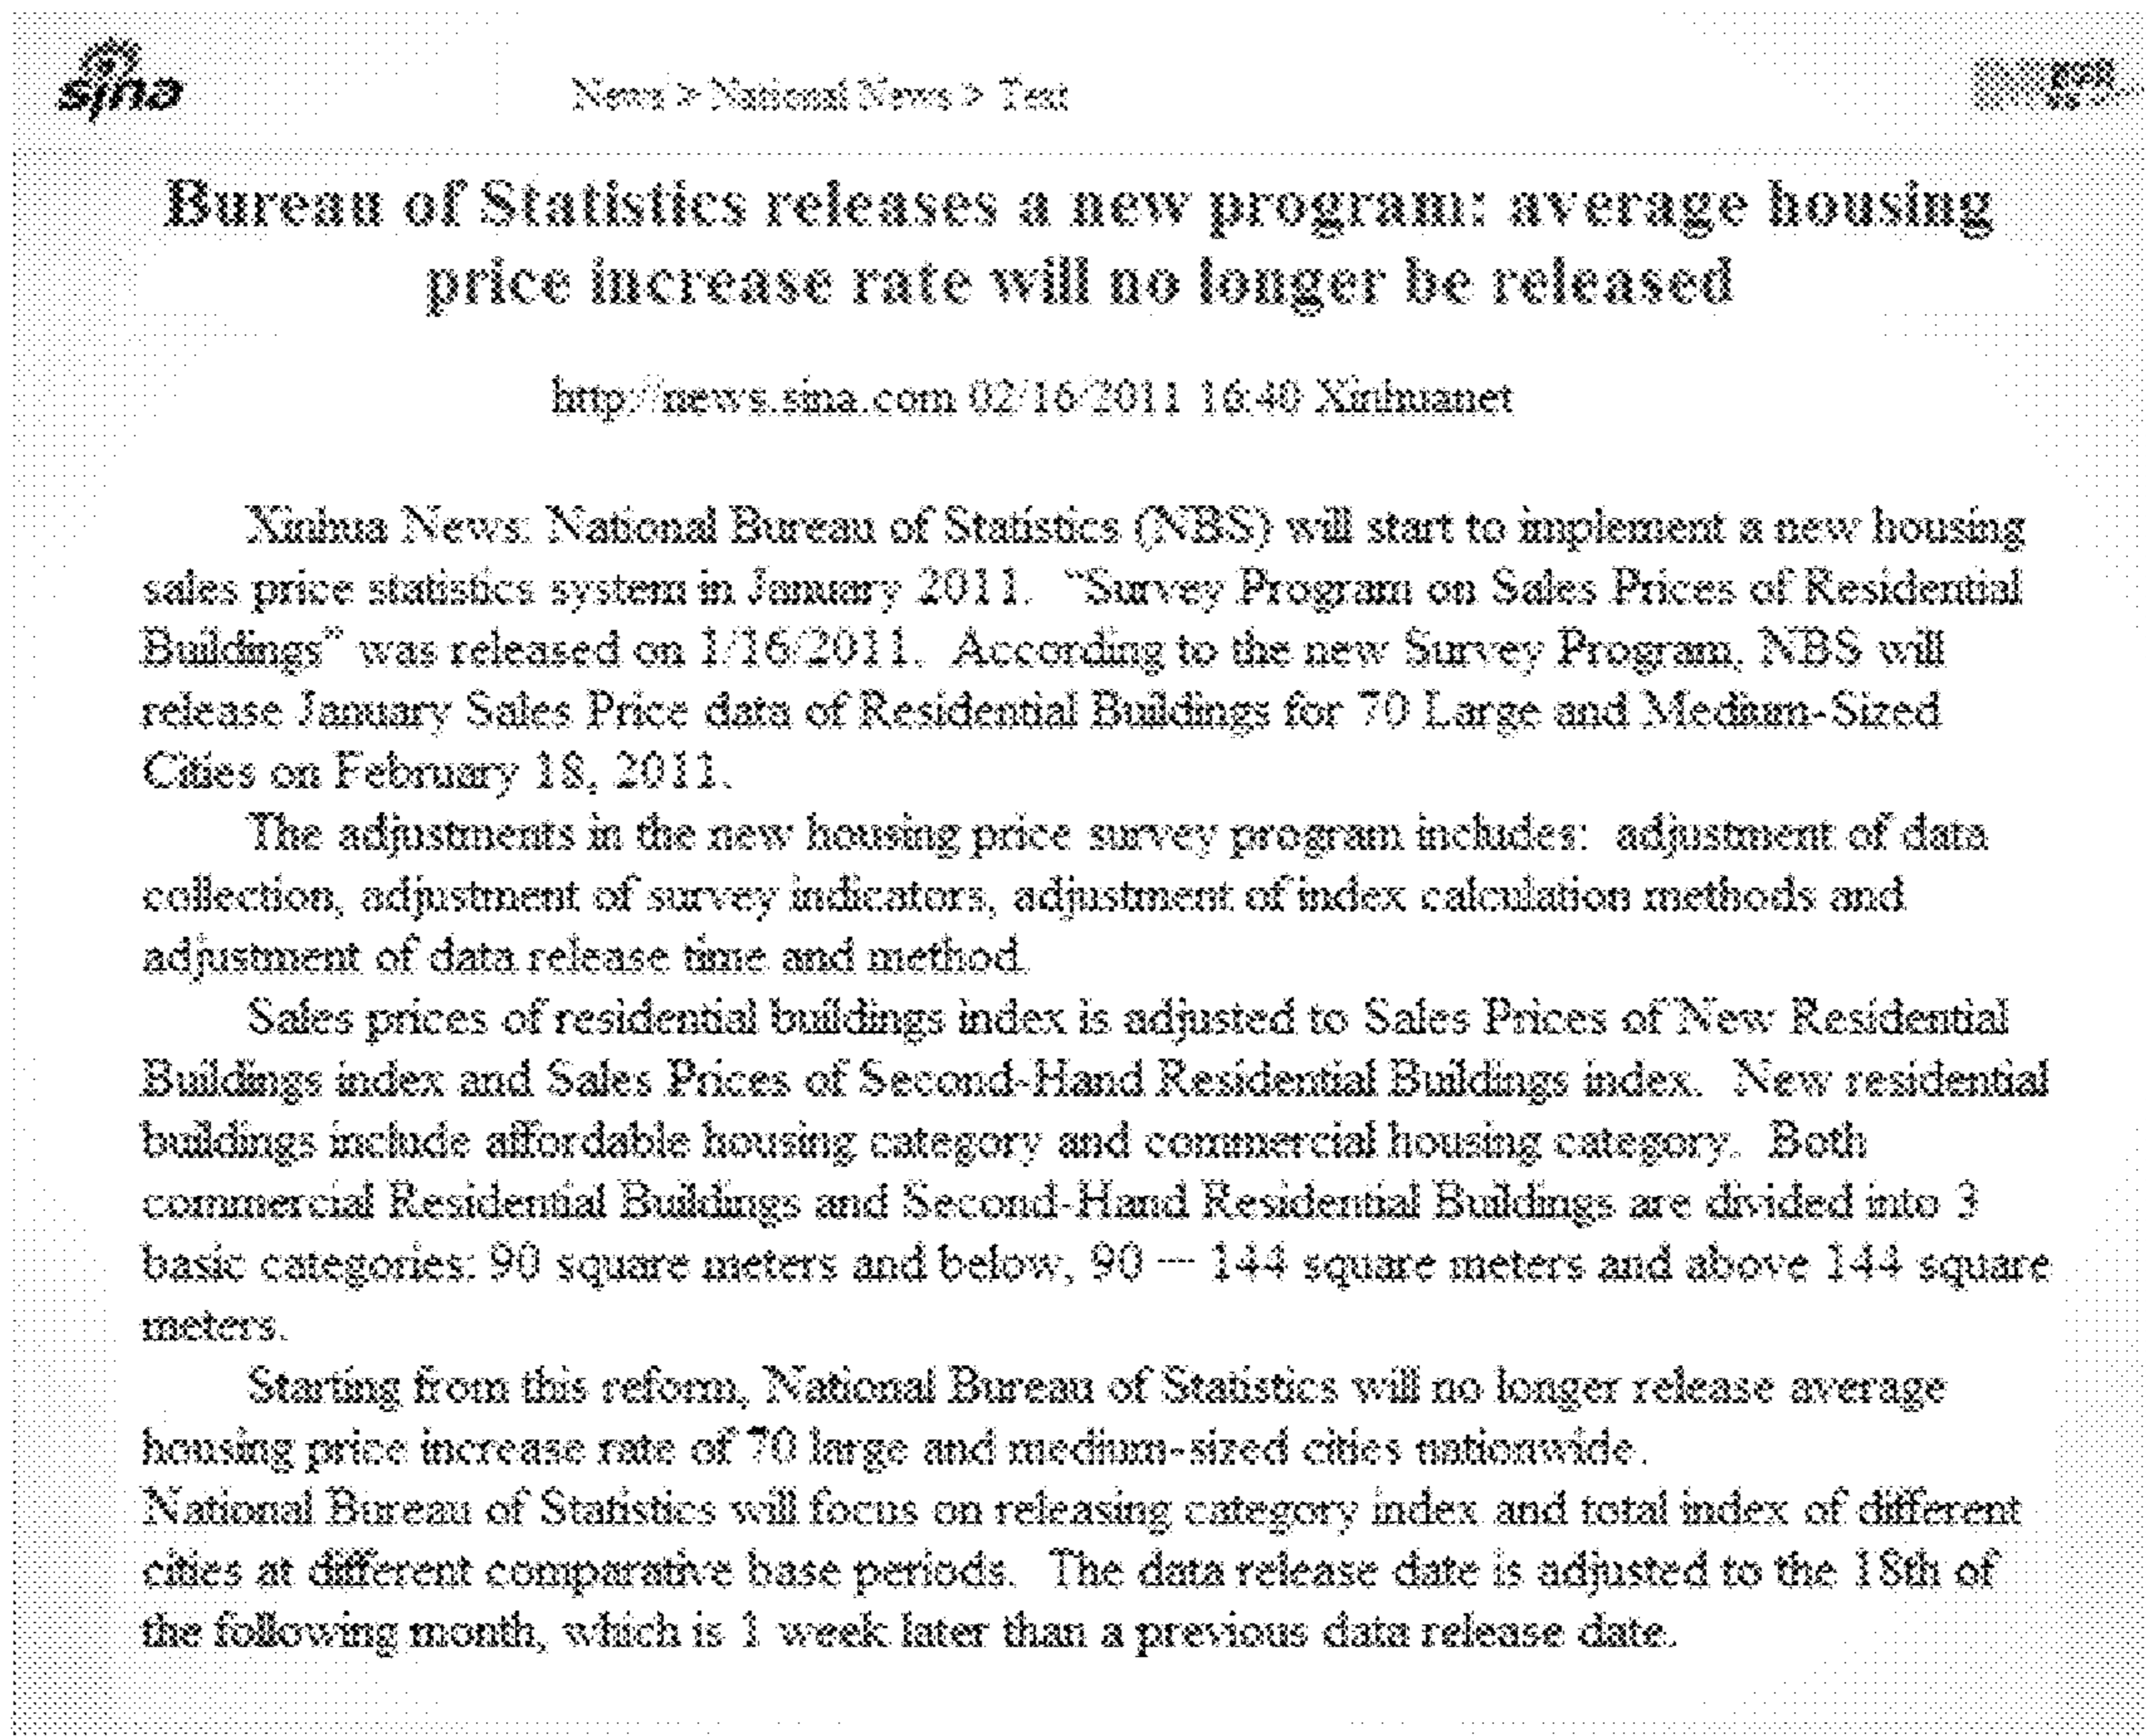 sina
News > National News > Text
Bureau of Statistics releases a new program: average housing
price increase rate will no longer be released
http://news.sina.com 02/16/2011 16:40 Xinhuanet
Xinhua News: National Bureau of Statistics (NBS) will start to implement a new housing
sales price statistics system in January 2011. "Survey Program on Sales Prices of Residential
Buildings" was released on 1/16/2011. According to the new Survey Program, NBS will
release January Sales Price data of Residential Buildings for 70 Large and Medium-Sized
Cities on February 18, 2011.
The adjustments in the new housing price survey program includes: adjustment of data
collection, adjustment of survey indicators, adjustment of index calculation methods and
adjustment of data release time and method.
Sales prices of residential buildings index is adjusted to Sales Prices of New Residential
Buildings index and Sales Prices of Second-Hand Residential Buildings index. New residential
buildings include affordable housing category and commercial housing category. Both
commercial Residential Buildings and Second-Hand Residential Buildings are divided into 3
basic categories: 90 square meters and below, 90 --- 144 square meters and above 144 square
meters.
Starting from this reform, National Bureau of Statistics will no longer release average
housing price increase rate of 70 large and medium-sized cities nationwide.
National Bureau of Statistics will focus on releasing category index and total index of different
cities at different comparative base periods. The data release date is adjusted to the 18th of
the following month, which is 1 week later than a previous data release date.